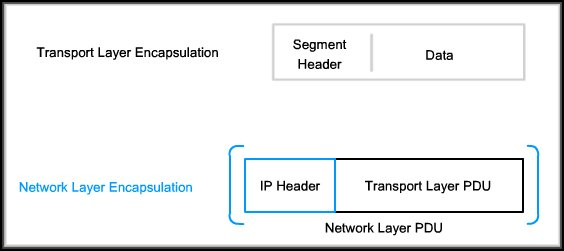 Transport Layer Encapsulation
Segment
Header
Data
Network Layer Encapsulation
IP Header
Transport Layer PDU
Network Layer PDU